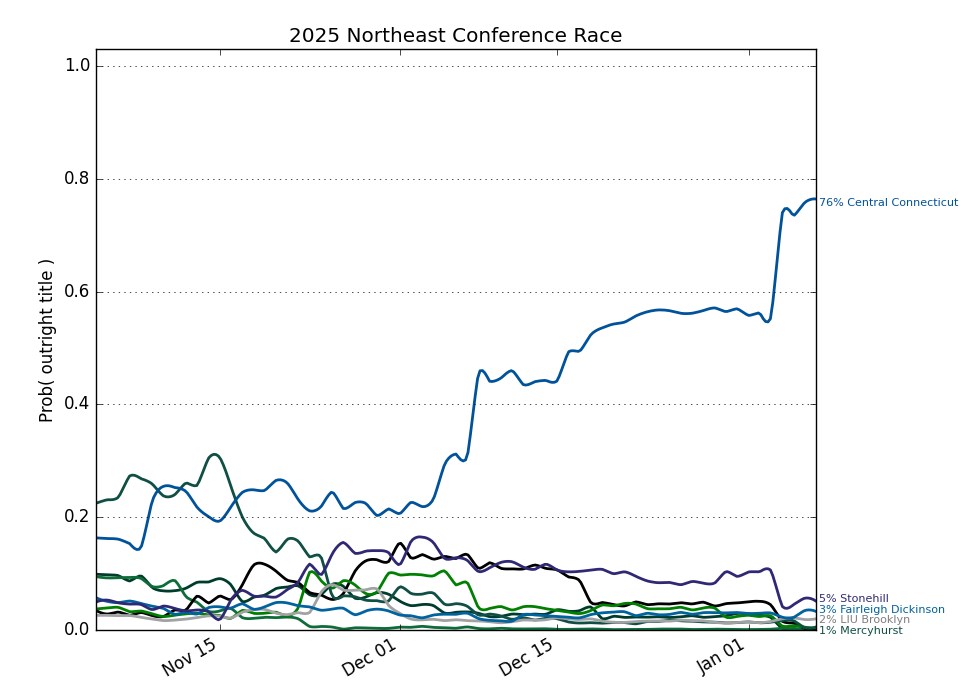 2025 Northeast Conference Race
1.0
0.8
0.6
0.4
0.2
0.0
Prob( outright title )
76% Central Connecticut
5% Stonehill
3% Fairleigh Dickinson
2% LIU Brooklyn
1% Mercyhurst
Nov 15
Dec 01
Dec 15
Jan 01